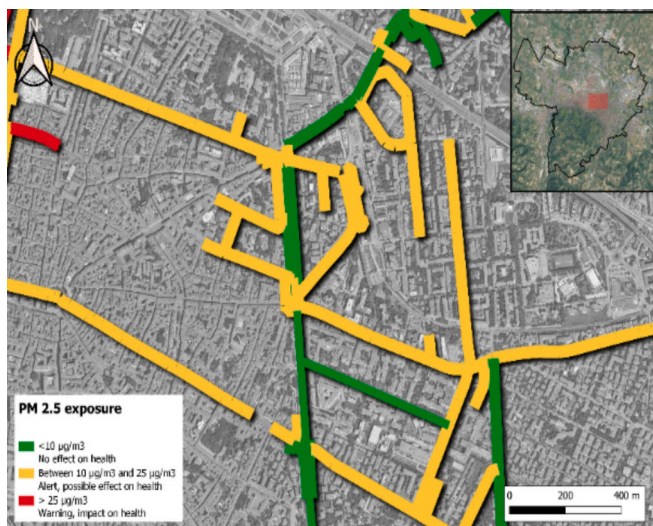 N
PM 2.5 exposure
<10 µg/m3
No effect on health
Between 10 µg/m3 and 25 µg/m3
Alert, possible effect on health
> 25 µg/m3
Warning, impact on health
0 200 400 m